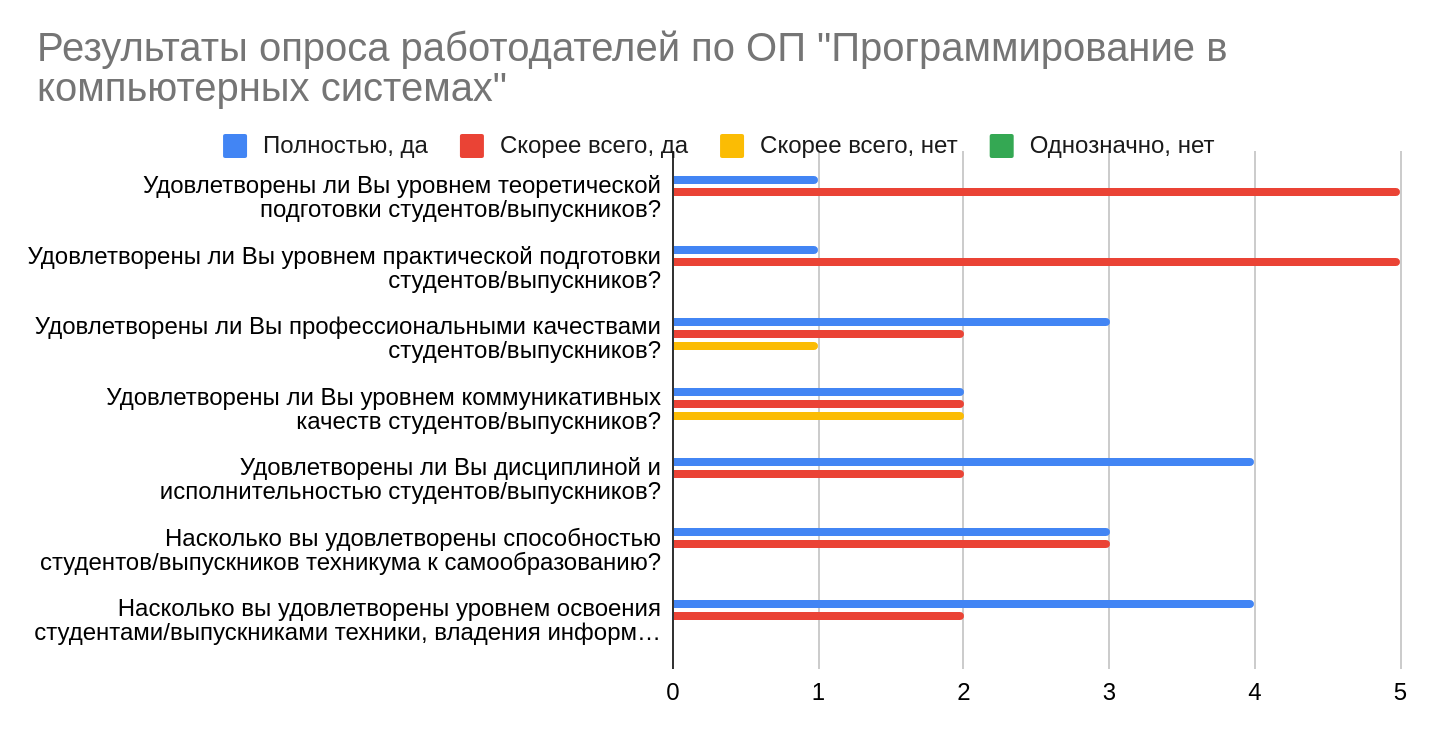 Результаты опроса работодателей по ОП "Программирование в
компьютерных системах"
Полностью, да
Скорее всего, да
Скорее всего, нет
Однозначно, нет
Удовлетворены ли Вы уровнем теоретической
подготовки студентов/выпускников?
Удовлетворены ли Вы уровнем практической подготовки
студентов/выпускников?
Удовлетворены ли Вы профессиональными качествами
студентов/выпускников?
Удовлетворены ли Вы уровнем коммуникативных
качеств студентов/выпускников?
Удовлетворены ли Вы дисциплиной и
исполнительностью студентов/выпускников?
Насколько вы удовлетворены способностью
студентов/выпускников техникума к самообразованию?
Насколько вы удовлетворены уровнем освоения
студентами/выпускниками техники, владения информ…
0 1 2 3 4 5